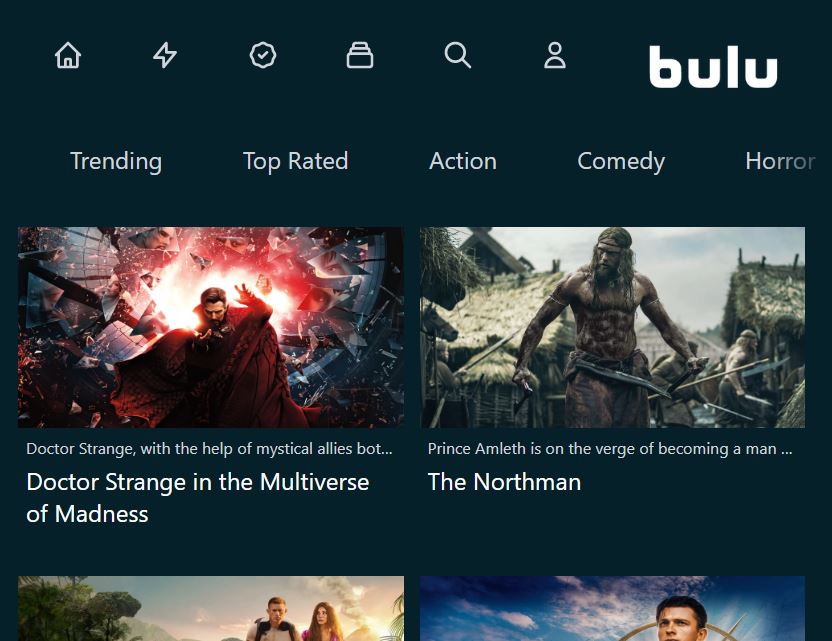 bulu
Trending Top Rated Action Comedy Horror
Doctor Strange, with the help of mystical allies bot...
Doctor Strange in the Multiverse
of Madness
Prince Amleth is on the verge of becoming a man ...
The Northman